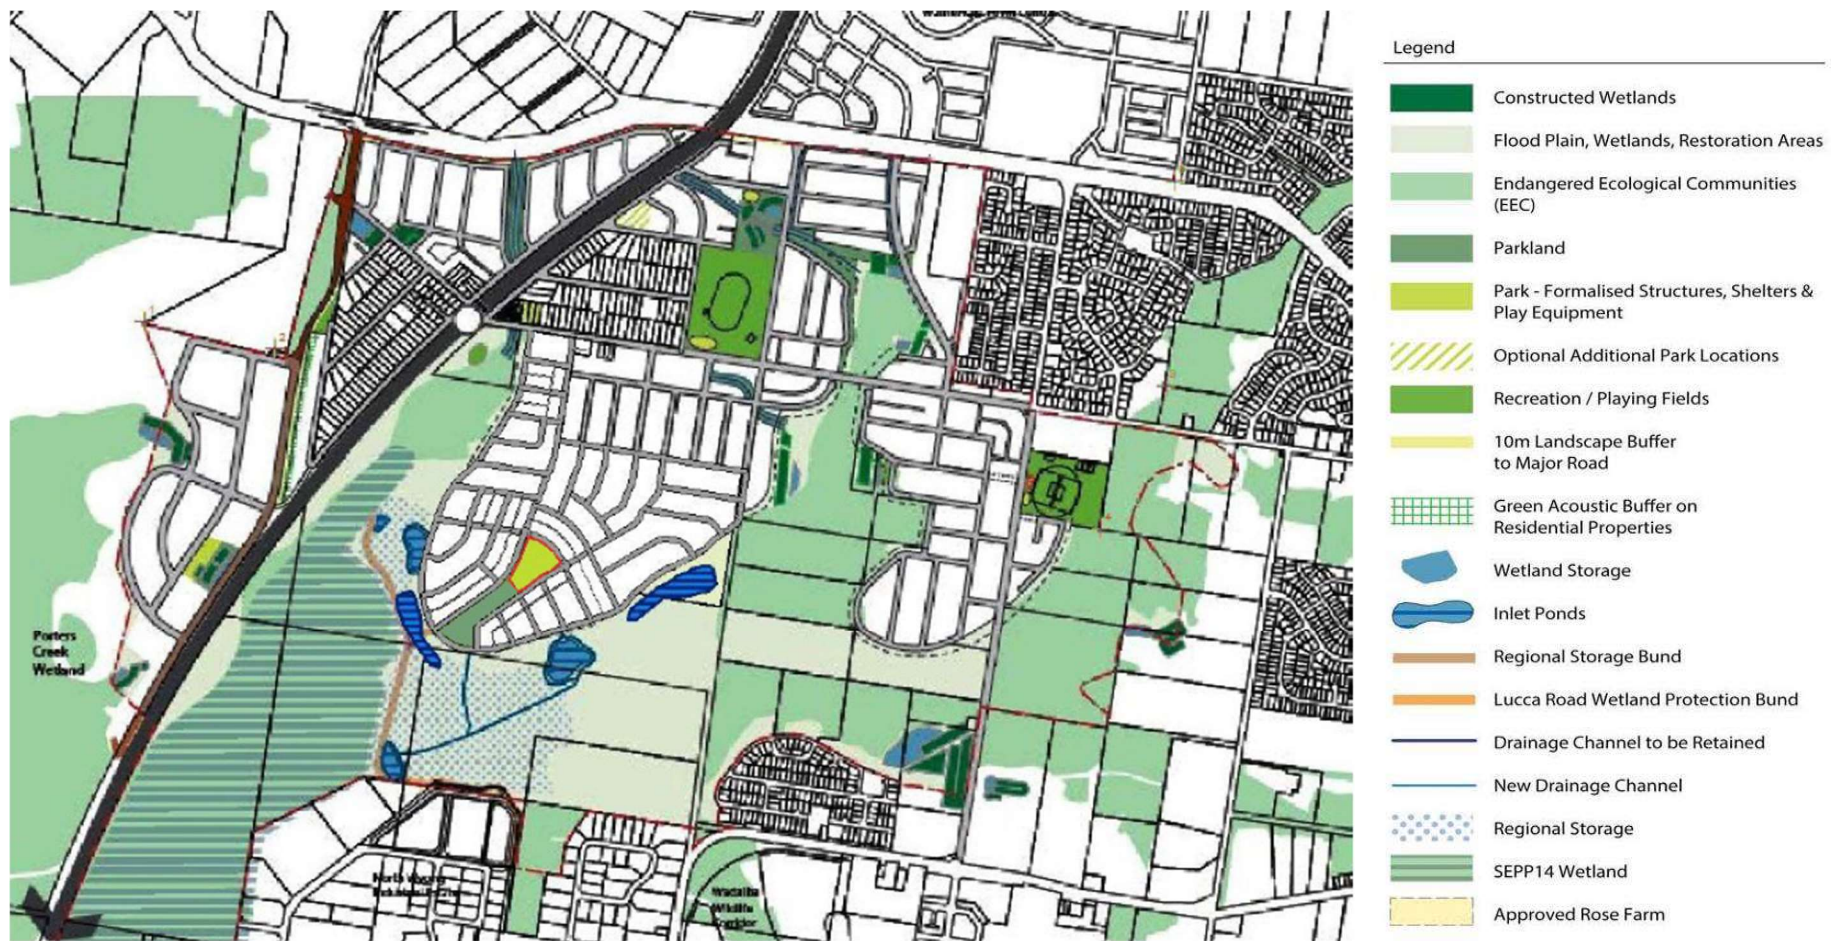 Legend
Constructed Wetlands
Flood Plain, Wetlands, Restoration Areas
Endangered Ecological Communities
(EEC)
Parkland
Park - Formalised Structures, Shelters &
Play Equipment
Optional Additional Park Locations
Recreation / Playing Fields
10m Landscape Buffer
to Major Road
Green Acoustic Buffer on
Residential Properties
Wetland Storage
Inlet Ponds
Regional Storage Bund
Lucca Road Wetland Protection Bund
Drainage Channel to be Retained
New Drainage Channel
Regional Storage
SEPP14 Wetland
Approved Rose Farm
Porters
Creek
Wetland
North Wyong
Wadalba
Wildlife
Corridor